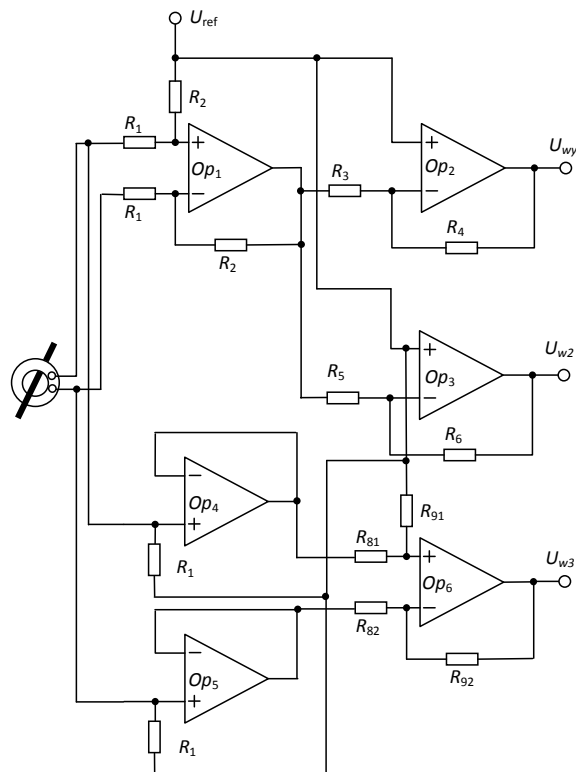 U_ref
R_2
R_1
+
Op_1
−
R_1
R_2
+
Op_2
−
U_wy
R_3
R_4
+
Op_3
−
U_w2
R_5
R_6
−
Op_4
+
R_1
R_91
R_81
+
Op_6
−
U_w3
R_82
R_92
−
Op_5
+
R_1